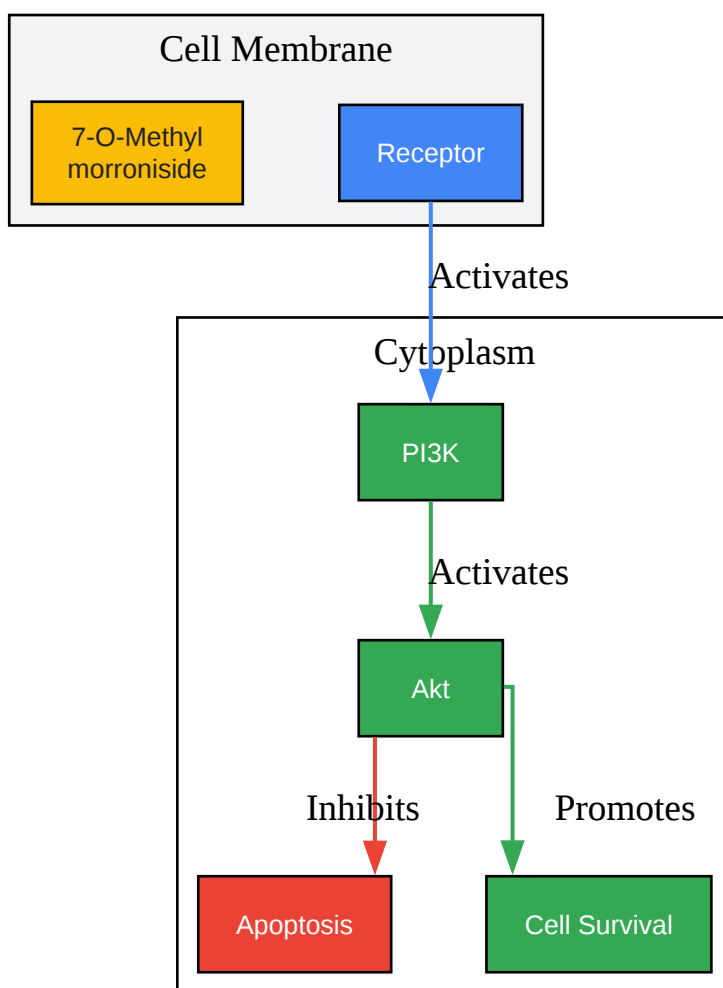 Cell Membrane
7-O-Methyl
morroniside
Receptor
Activates
Cytoplasm
PI3K
Activates
Akt
Inhibits
Promotes
Apoptosis
Cell Survival